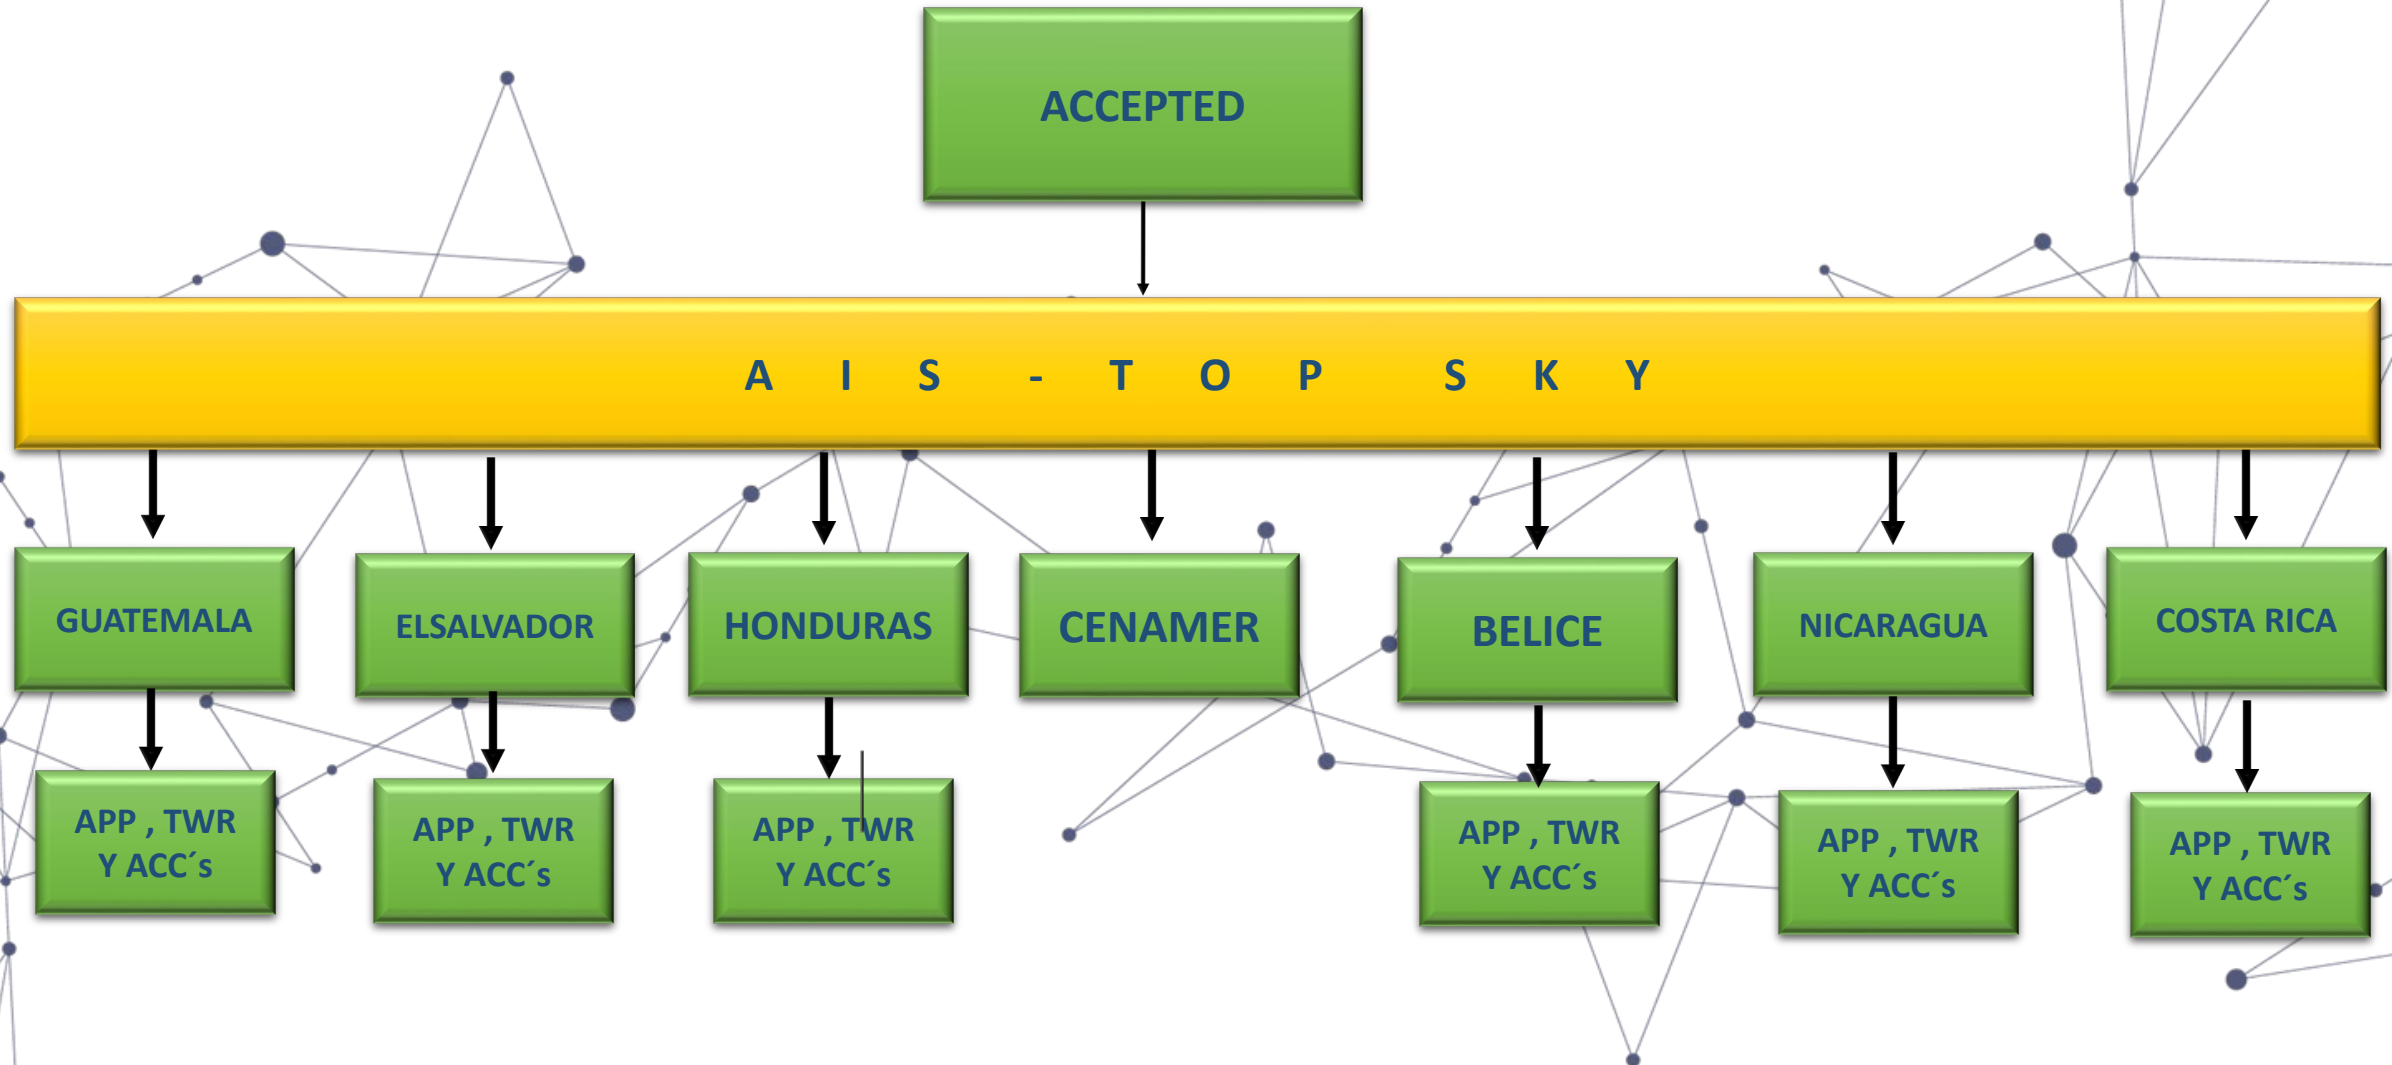 ACCEPTED
A I S - T O P S K Y
GUATEMALA
ELSALVADOR
HONDURAS
CENAMER
BELICE
NICARAGUA
COSTA RICA
APP , TWR
Y ACC´s
APP , TWR
Y ACC´s
APP , TWR
Y ACC´s
APP , TWR
Y ACC´s
APP , TWR
Y ACC´s
APP , TWR
Y ACC´s